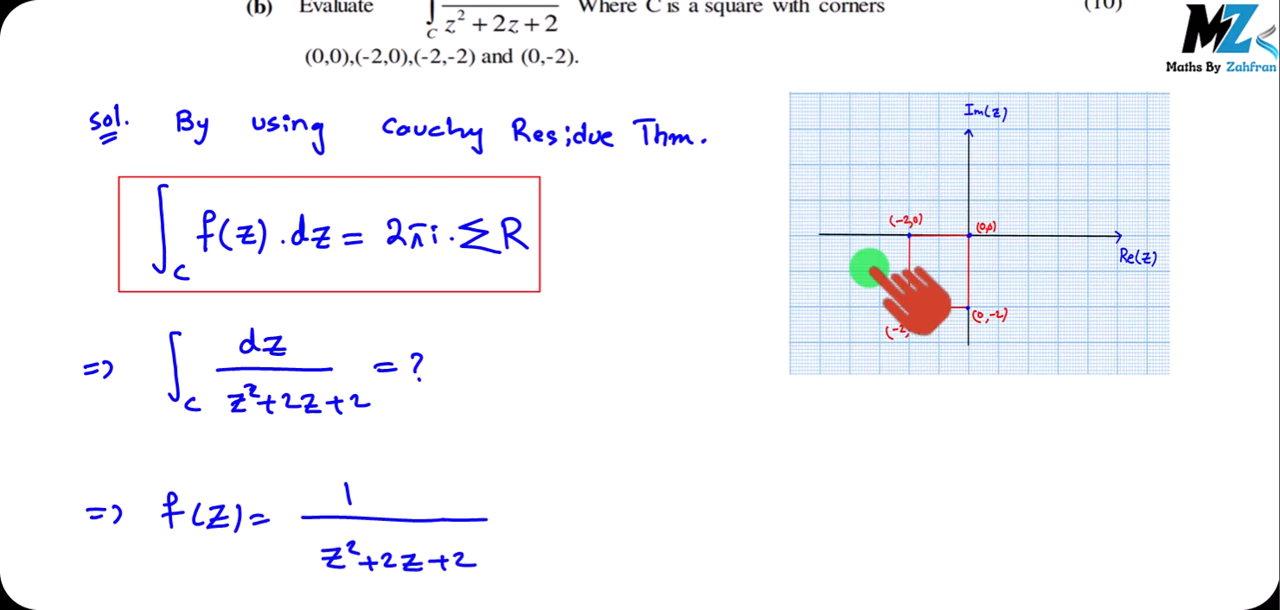 (b) Evaluate ∫_C ――― Where C is a square with corners (10)
z² + 2z + 2
(0,0),(-2,0),(-2,-2) and (0,-2).
MZ
Maths By Zahfran
sol. By using Cauchy Residue Thm.
∫_C f(z).dz = 2πi.∑R
=> ∫_C dz / (z²+2z+2) = ?
=> f(z) = 1 / (z²+2z+2)
Im(z)
(-2,0)
(0,0)
Re(z)
(0,-2)
(-2,